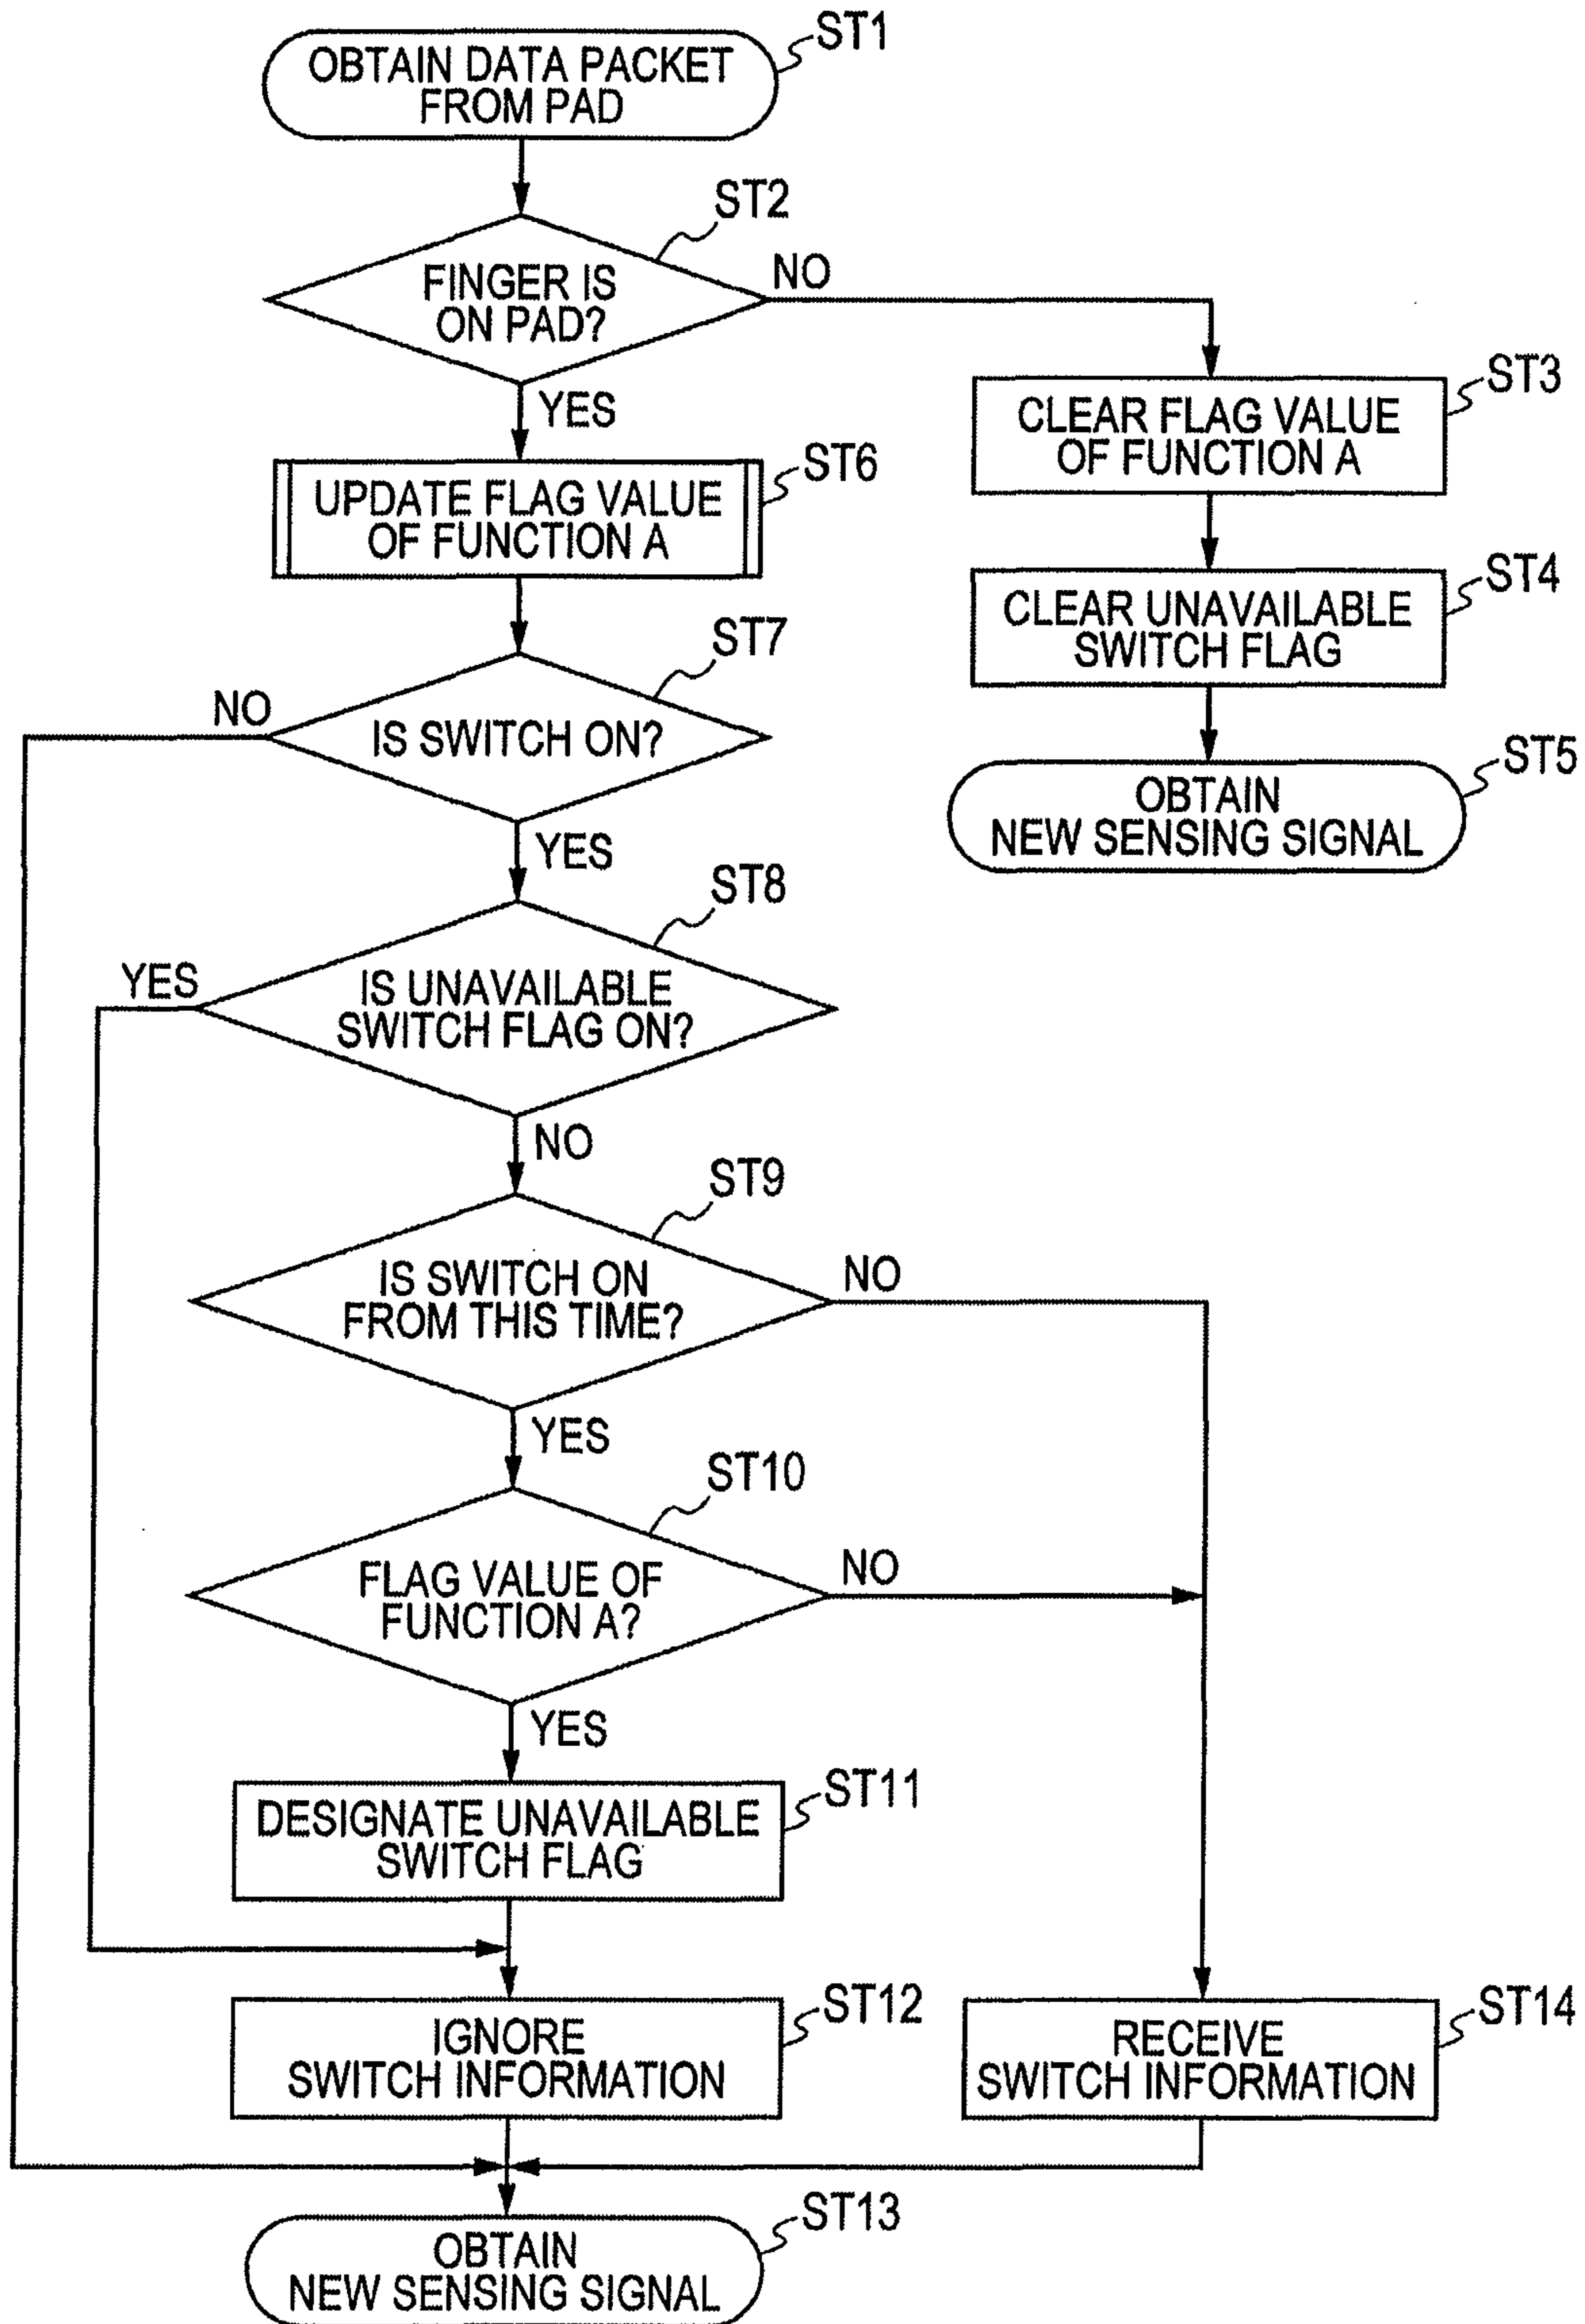 ST1
OBTAIN DATA PACKET
FROM PAD
ST2
FINGER IS
ON PAD?
NO
YES
ST3
CLEAR FLAG VALUE
OF FUNCTION A
ST6
UPDATE FLAG VALUE
OF FUNCTION A
ST4
CLEAR UNAVAILABLE
SWITCH FLAG
ST7
NO
IS SWITCH ON?
YES
ST5
OBTAIN
NEW SENSING SIGNAL
ST8
YES
IS UNAVAILABLE
SWITCH FLAG ON?
NO
ST9
IS SWITCH ON
FROM THIS TIME?
NO
YES
ST10
FLAG VALUE OF
FUNCTION A?
NO
YES
ST11
DESIGNATE UNAVAILABLE
SWITCH FLAG
ST12
IGNORE
SWITCH INFORMATION
ST14
RECEIVE
SWITCH INFORMATION
ST13
OBTAIN
NEW SENSING SIGNAL